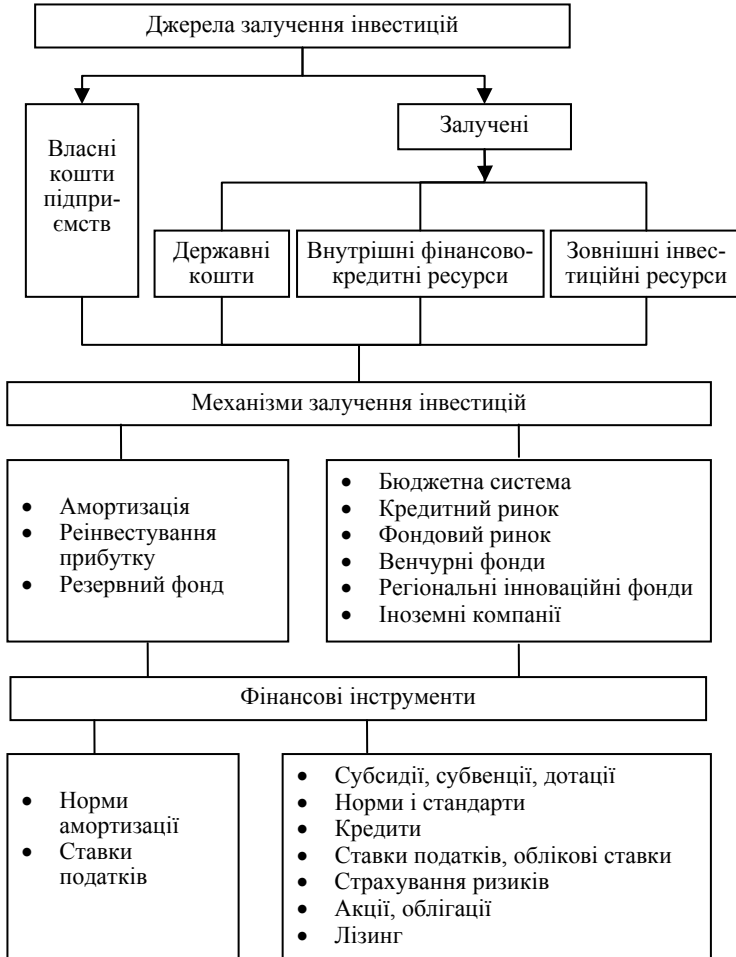 Джерела залучення інвестицій
Власні
кошти
підпри-
ємств
Залучені
Державні
кошти
Внутрішні фінансово-
кредитні ресурси
Зовнішні інвес-
тиційні ресурси
Механізми залучення інвестицій
• Амортизація
• Реінвестування
прибутку
• Резервний фонд
• Бюджетна система
• Кредитний ринок
• Фондовий ринок
• Венчурні фонди
• Регіональні інноваційні фонди
• Іноземні компанії
Фінансові інструменти
• Норми
амортизації
• Ставки
податків
• Субсидії, субвенції, дотації
• Норми і стандарти
• Кредити
• Ставки податків, облікові ставки
• Страхування ризиків
• Акції, облігації
• Лізинг